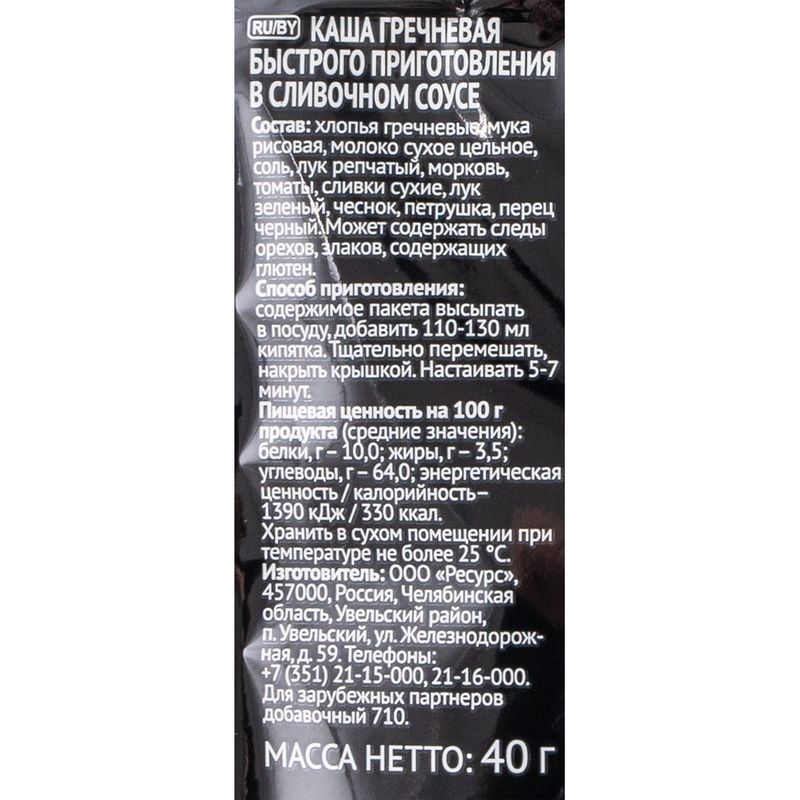 RU/BY КАША ГРЕЧНЕВАЯ
БЫСТРОГО ПРИГОТОВЛЕНИЯ
В СЛИВОЧНОМ СОУСЕ
Состав: хлопья гречневые, мука
рисовая, молоко сухое цельное,
соль, лук репчатый, морковь,
томаты, сливки сухие, лук
зеленый, чеснок, петрушка, перец
черный. Может содержать следы
орехов, злаков, содержащих
глютен.
Способ приготовления:
содержимое пакета высыпать
в посуду, добавить 110-130 мл
кипятка. Тщательно перемешать,
накрыть крышкой. Настаивать 5-7
минут.
Пищевая ценность на 100 г
продукта (средние значения):
белки, г – 10,0; жиры, г – 3,5;
углеводы, г – 64,0; энергетическая
ценность / калорийность –
1390 кДж / 330 ккал.
Хранить в сухом помещении при
температуре не более 25 °С.
Изготовитель: ООО «Ресурс»,
457000, Россия, Челябинская
область, Увельский район,
п. Увельский, ул. Железнодорож-
ная, д. 59. Телефоны:
+7 (351) 21-15-000, 21-16-000.
Для зарубежных партнеров
добавочный 710.
МАССА НЕТТО: 40 г